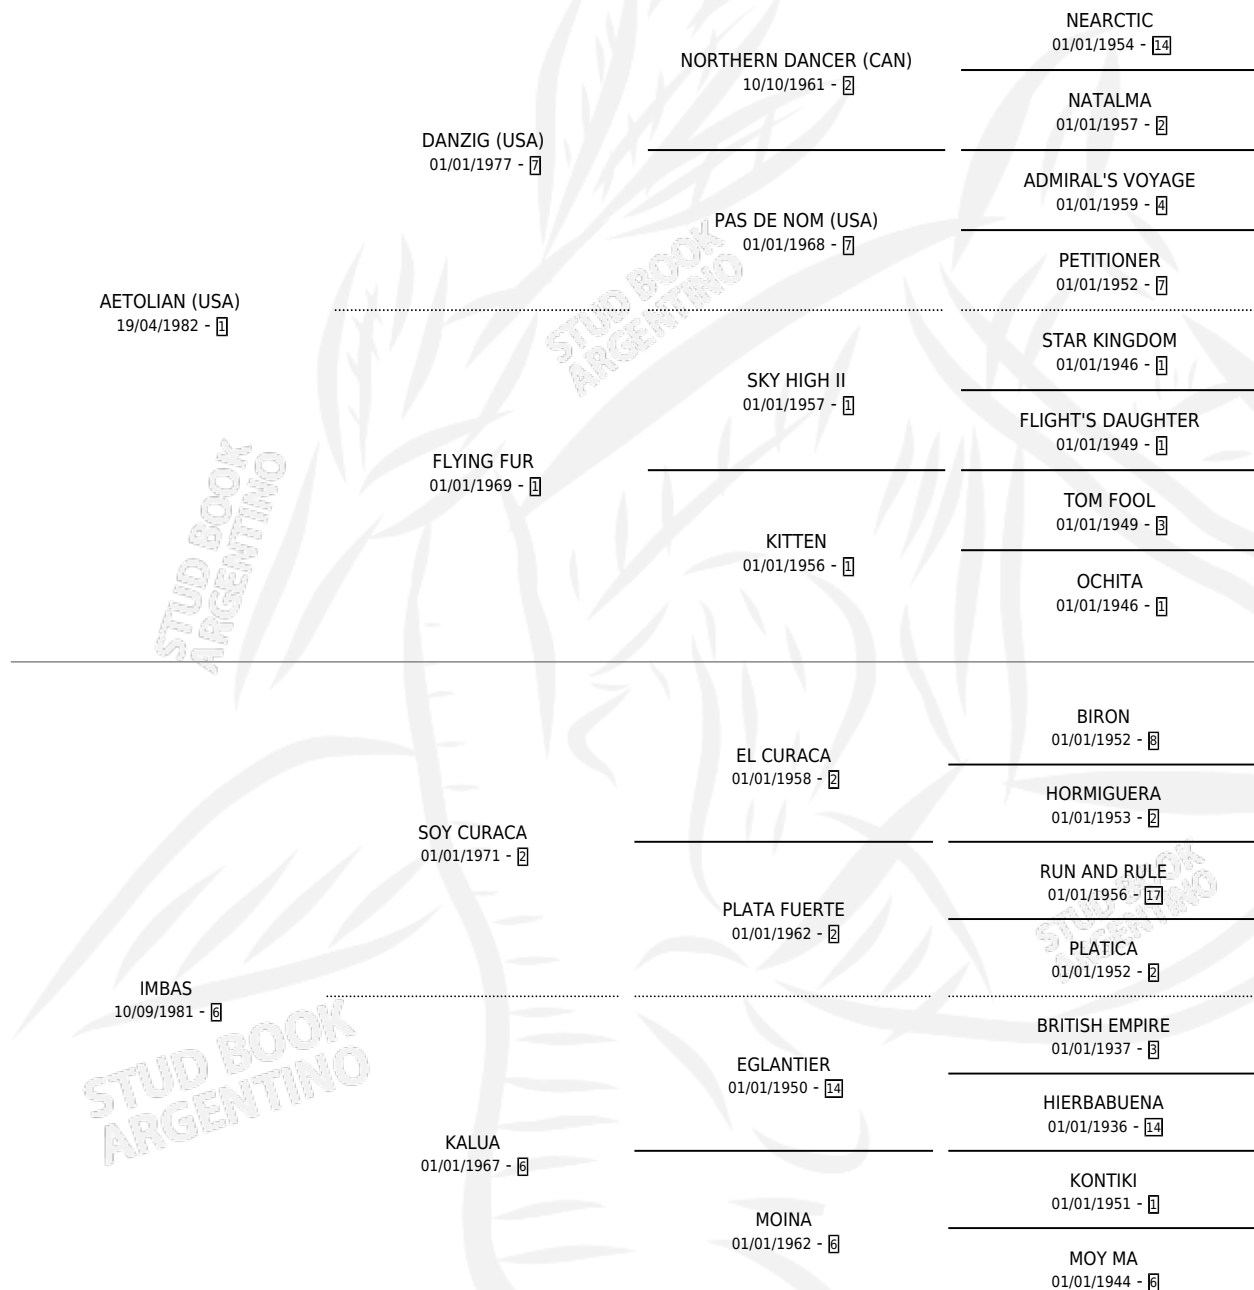 NEARCTIC
01/01/1954 - 14
NORTHERN DANCER (CAN)
10/10/1961 - 2
NATALMA
01/01/1957 - 2
DANZIG (USA)
01/01/1977 - 7
ADMIRAL'S VOYAGE
01/01/1959 - 4
PAS DE NOM (USA)
01/01/1968 - 7
PETITIONER
01/01/1952 - 7
AETOLIAN (USA)
19/04/1982 - 1
STUD BOOK
ARGENTINO
STAR KINGDOM
01/01/1946 - 1
SKY HIGH II
01/01/1957 - 1
FLIGHT'S DAUGHTER
01/01/1949 - 1
FLYING FUR
01/01/1969 - 1
TOM FOOL
01/01/1949 - 3
KITTEN
01/01/1956 - 1
OCHITA
01/01/1946 - 1
STUD BOOK
ARGENTINO
BIRON
01/01/1952 - 8
EL CURACA
01/01/1958 - 2
HORMIGUERA
01/01/1953 - 2
SOY CURACA
01/01/1971 - 2
RUN AND RULE
01/01/1956 - 17
PLATA FUERTE
01/01/1962 - 2
PLATICA
01/01/1952 - 2
STUD BOOK
ARGENTINO
IMBAS
10/09/1981 - 6
BRITISH EMPIRE
01/01/1937 - 3
EGLANTIER
01/01/1950 - 14
HIERBABUENA
01/01/1936 - 14
STUD BOOK
ARGENTINO
KALUA
01/01/1967 - 6
KONTIKI
01/01/1951 - 1
MOINA
01/01/1962 - 6
MOY MA
01/01/1944 - 6